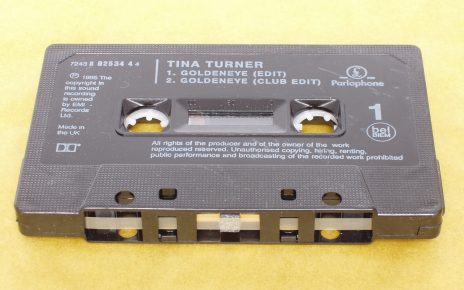 7243 8 82534 4 4
TINA TURNER
1. GOLDENEYE (EDIT)
2. GOLDENEYE (CLUB EDIT)
℗ 1995 The
copyright in
this sound
recording
is owned
by EMI
Records
Ltd.
Made in
the UK
Parlophone
1
bel
BIEM
All rights of the producer and of the owner of the work
reproduced reserved. Unauthorised copying, hiring, renting,
public performance and broadcasting of the recorded work prohibited